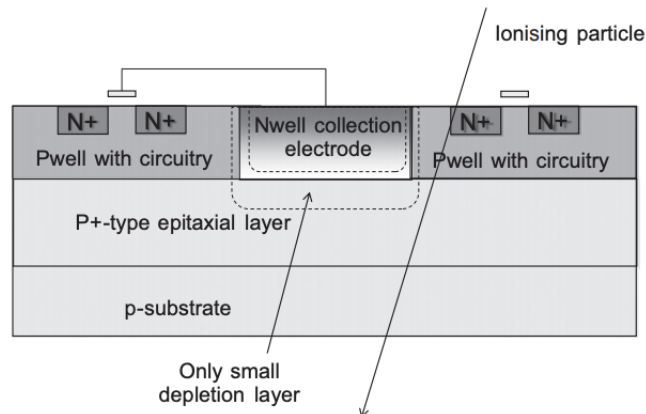 Ionising particle
N+ N+ Nwell collection N+ N+
electrode
Pwell with circuitry Pwell with circuitry
P+-type epitaxial layer
p-substrate
Only small
depletion layer